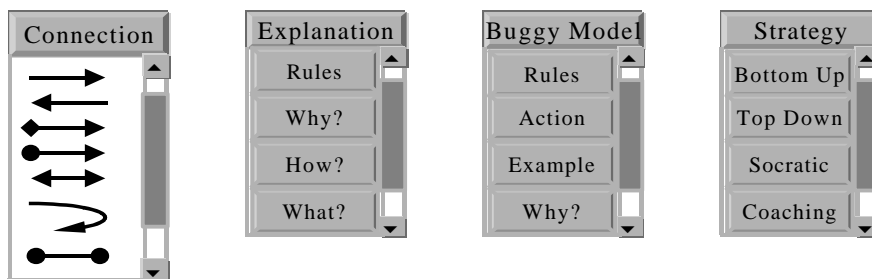 Connection
Explanation
Rules
Why?
How?
What?
Buggy Model
Rules
Action
Example
Why?
Strategy
Bottom Up
Top Down
Socratic
Coaching